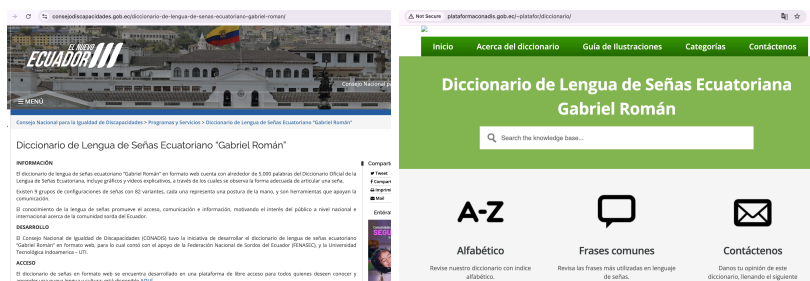 consejodiscapacidades.gob.ec/diccionario-de-lengua-de-senas-ecuatoriano-gabriel-roman/
EL NUEVO
ECUADOR
Consejo Nacional pa
≡ MENÚ
Consejo Nacional para la Igualdad de Discapacidades > Programas y Servicios > Diccionario de Lengua de Señas Ecuatoriano "Gabriel Román"
Diccionario de Lengua de Señas Ecuatoriano "Gabriel Román"
INFORMACIÓN
El diccionario de lengua de señas ecuatoriano "Gabriel Román" en formato web cuenta con alrededor de 5.000 palabras del Diccionario Oficial de la
Lengua de Señas Ecuatoriana, incluye gráficos y videos explicativos, a través de los cuales se observa la forma adecuada de articular una seña.
Existen 9 grupos de configuraciones de señas con 82 variantes, cada una representa una postura de la mano, y son herramientas que apoyan la
comunicación.
El conocimiento de la lengua de señas promueve el acceso, comunicación e información, motivando el interés del público a nivel nacional e
internacional acerca de la comunidad sorda del Ecuador.
DESARROLLO
El Consejo Nacional de Igualdad de Discapacidades (CONADIS) tuvo la iniciativa de desarrollar el diccionario de lengua de señas ecuatoriano
"Gabriel Román" en formato web, para lo cual contó con el apoyo de la Federación Nacional de Sordos del Ecuador (FENASEC), y la Universidad
Tecnológica Indoamerica – UTI.
ACCESO
El diccionario de señas en formato web se encuentra desarrollado en una plataforma de libre acceso para todos quienes deseen conocer y
aprender una nueva lengua y cultura, está disponible AQUÍ
Comparti
Tweet
Compart
Imprimi
Mail
Entéra
SEGU
Not Secure plataformaconadis.gob.ec/~platafor/diccionario/
Inicio Acerca del diccionario Guía de Ilustraciones Categorías Contáctenos
Diccionario de Lengua de Señas Ecuatoriana
Gabriel Román
Search the knowledge base...
A-Z
Alfabético
Revise nuestro diccionario con indice
alfabético.
Frases comunes
Revisa las frases más utilizadas en lenguaje
de señas.
Contáctenos
Danos tu opinión de este
diccionario, llenando el siguiente